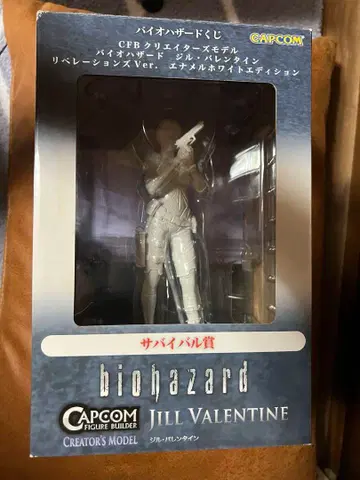 バイオハザードくじ
CAPCOM
CFBクリエイターズモデル
バイオハザード ジル・バレンタイン
リベレーションズVer. エナメルホワイトエディション
サバイバル賞
biohazard
CAPCOM
FIGURE BUILDER
CREATOR'S MODEL
JILL VALENTINE
ジル・バレンタイン